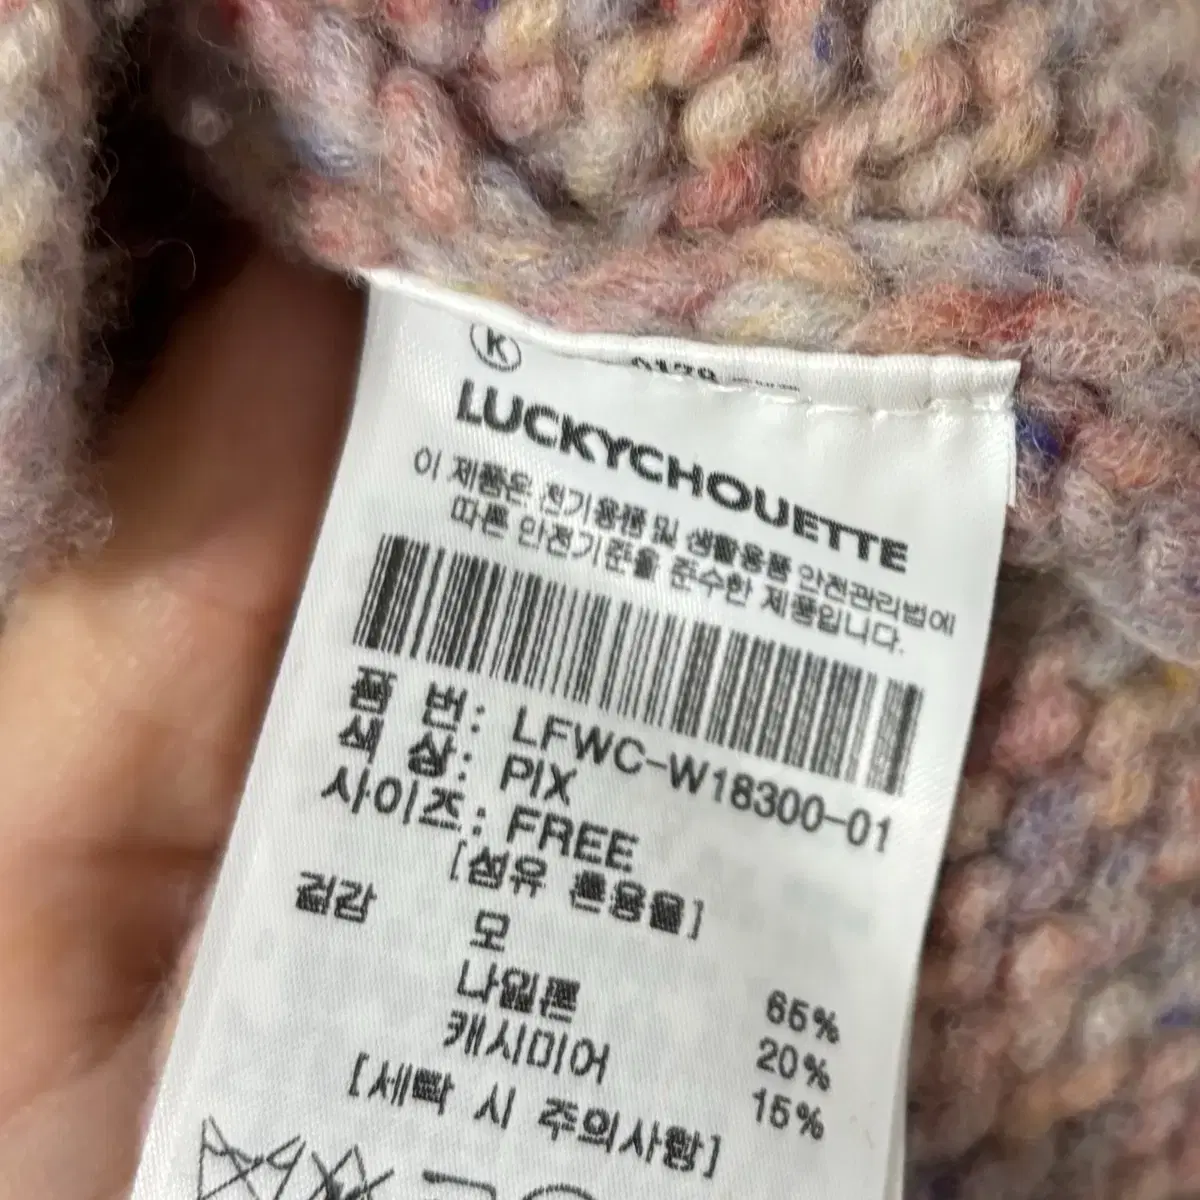 K
LUCKYCHOUETTE
이 제품은 전기용품 및 생활용품 안전관리법에
따른 안전기준을 준수한 제품입니다.
품 번: LFWC-W18300-01
색 상: PIX
사이즈: FREE
[섬유 혼용율]
겉감 모 65%
나일론 20%
캐시미어 15%
[세탁 시 주의사항]